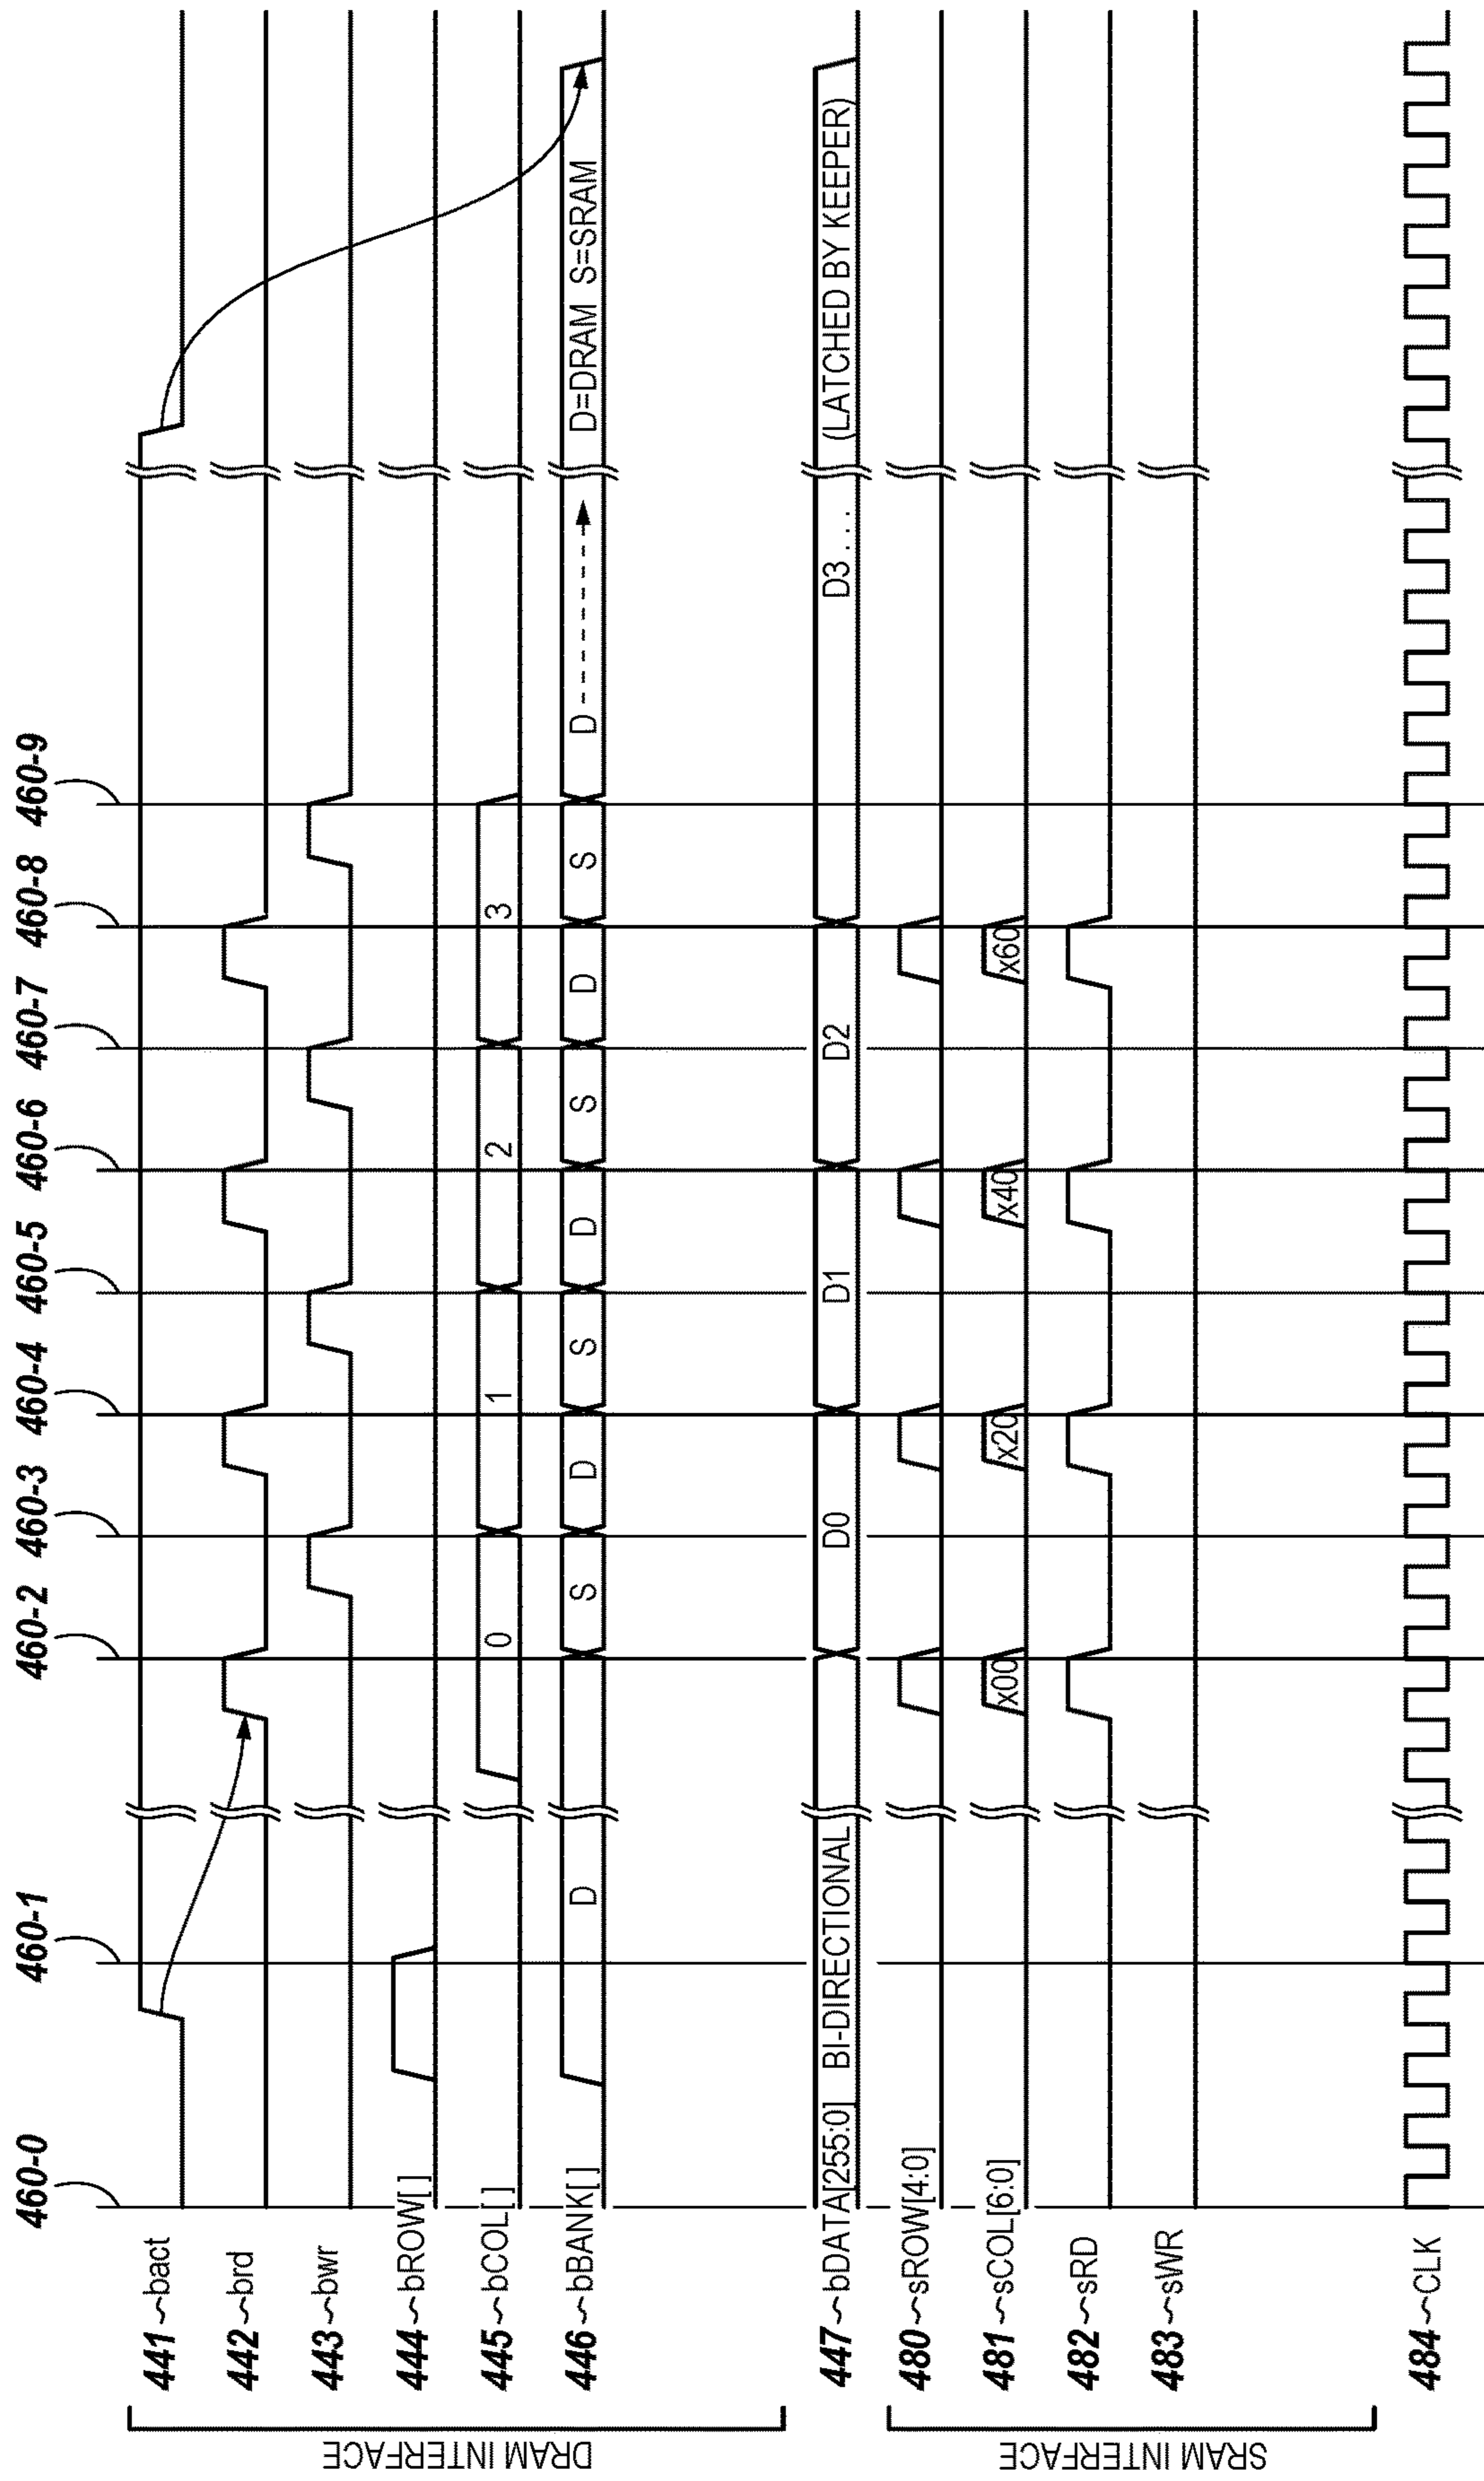 460-0 460-1 460-2 460-3 460-4 460-5 460-6 460-7 460-8 460-9
DRAM INTERFACE
441~bact
442~brd
443~bwr
444~bROW[ ]
445~bCOL[ ] 0 1 2 3
446~bBANK[ ] D S D S D S D S D D=DRAM S=SRAM
447~bDATA[255:0] BI-DIRECTIONAL D0 D1 D2 D3... (LATCHED BY KEEPER)
SRAM INTERFACE
480~sROW[4:0]
481~sCOL[6:0] x00 x20 x40 x60
482~sRD
483~sWR
484~CLK